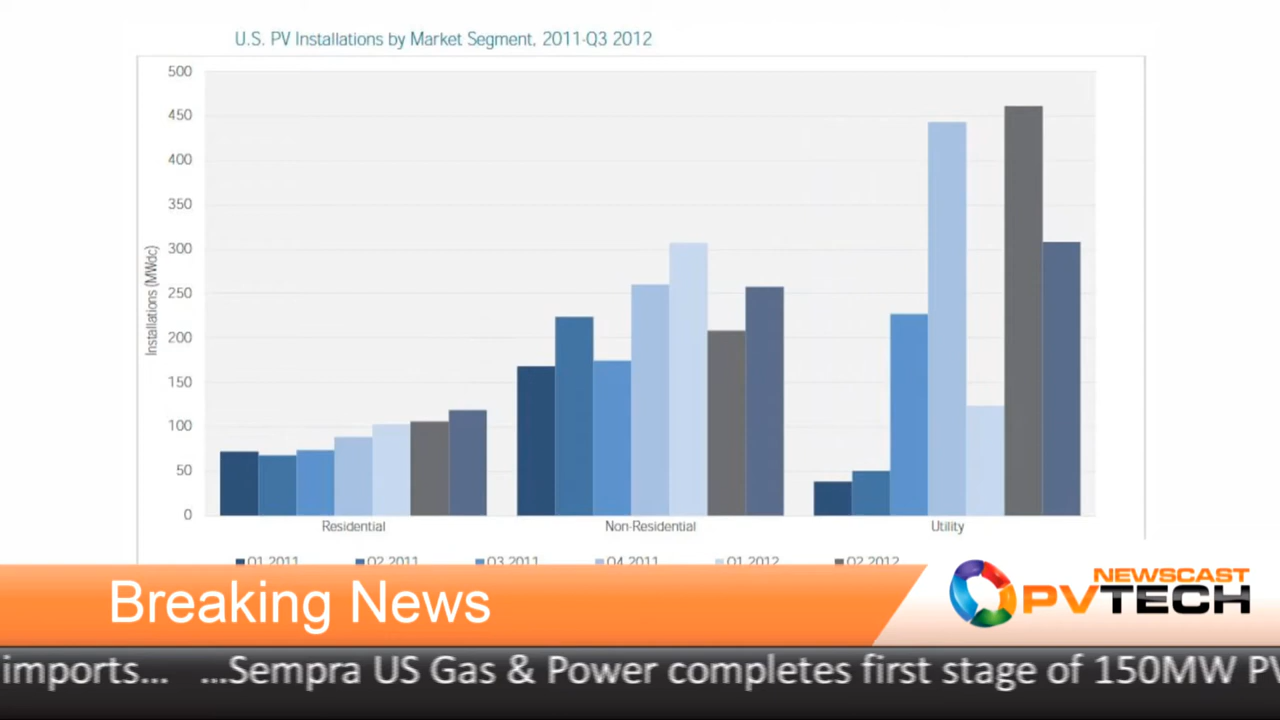 U.S. PV Installations by Market Segment, 2011-Q3 2012
500
450
400
350
300
250
200
150
100
50
0
Installations (MWdc)
Residential Non-Residential Utility
Q1 2011 Q2 2011 Q3 2011 Q4 2011 Q1 2012 Q2 2012
Breaking News
NEWSCAST
PVTECH
imports... ...Sempra US Gas & Power completes first stage of 150MW PV